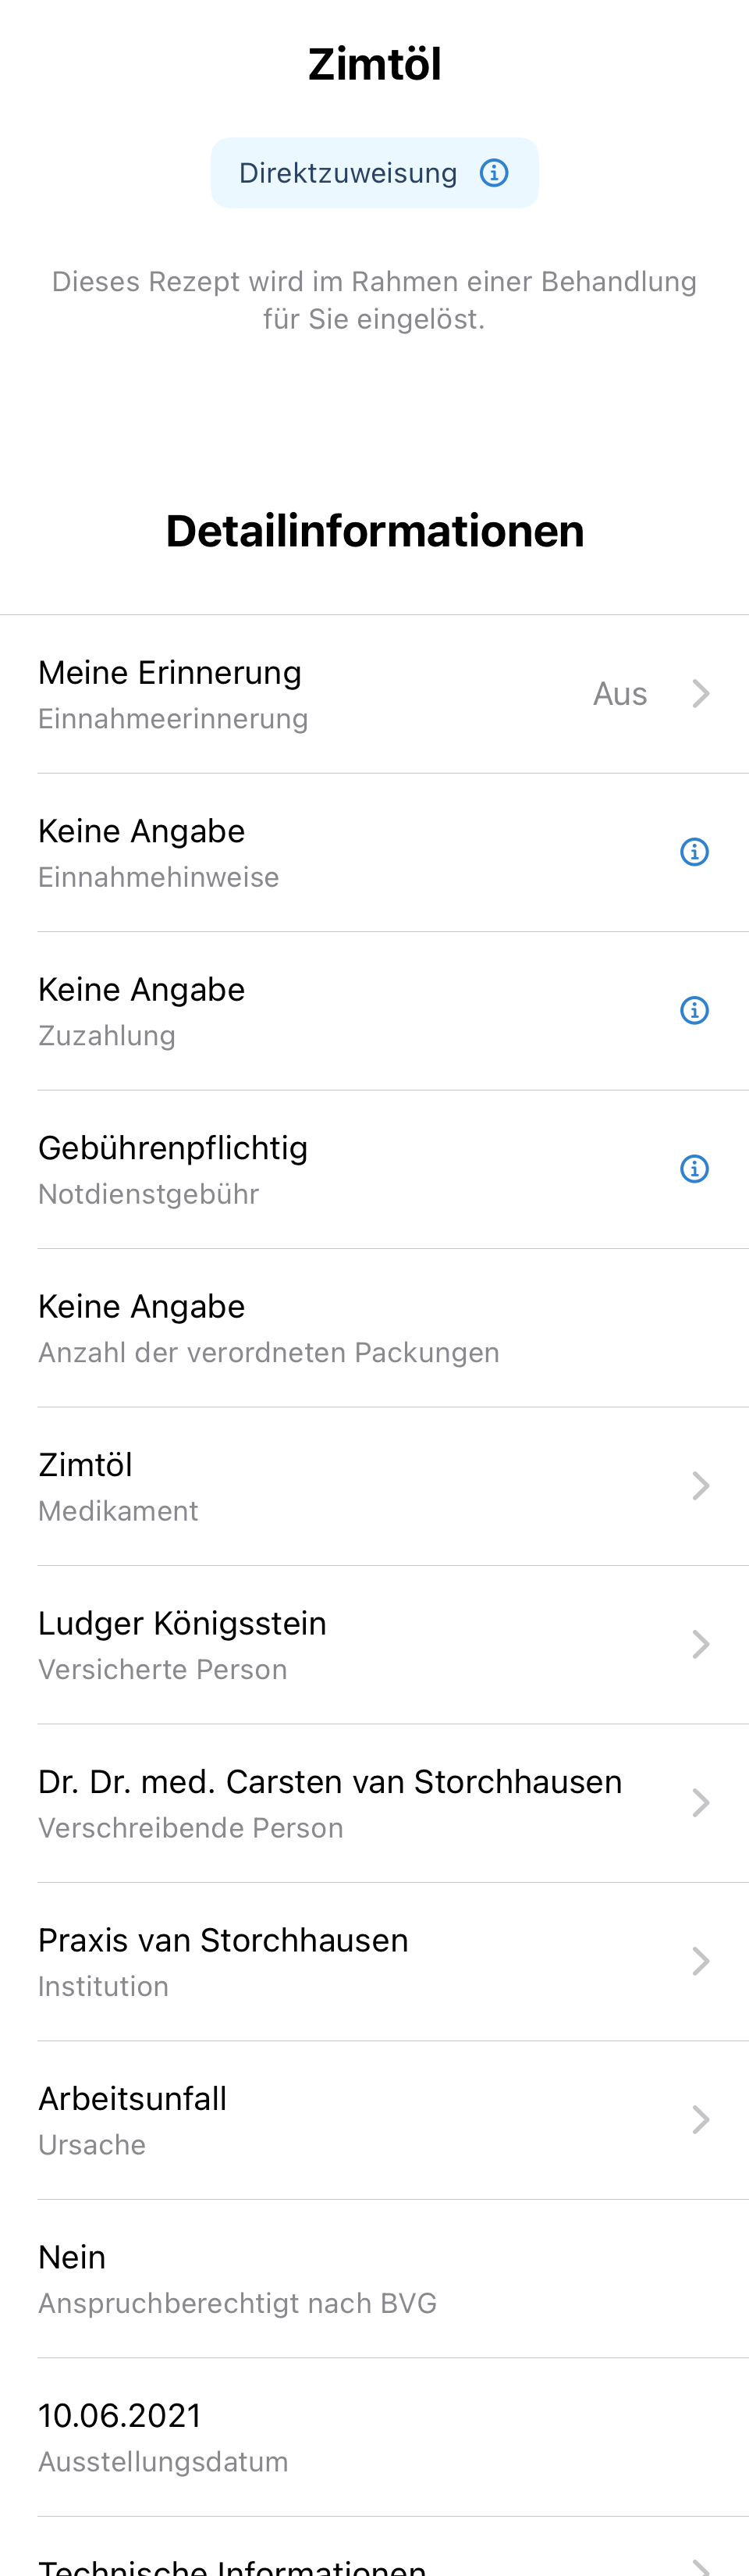 Zimtöl
Direktzuweisung
Dieses Rezept wird im Rahmen einer Behandlung
für Sie eingelöst.
Detailinformationen
Meine Erinnerung
Aus
Einnahmeerinnerung
Keine Angabe
Einnahmehinweise
Keine Angabe
Zuzahlung
Gebührenpflichtig
Notdienstgebühr
Keine Angabe
Anzahl der verordneten Packungen
Zimtöl
Medikament
Ludger Königsstein
Versicherte Person
Dr. Dr. med. Carsten van Storchhausen
Verschreibende Person
Praxis van Storchhausen
Institution
Arbeitsunfall
Ursache
Nein
Anspruchberechtigt nach BVG
10.06.2021
Ausstellungsdatum
Technische Informationen